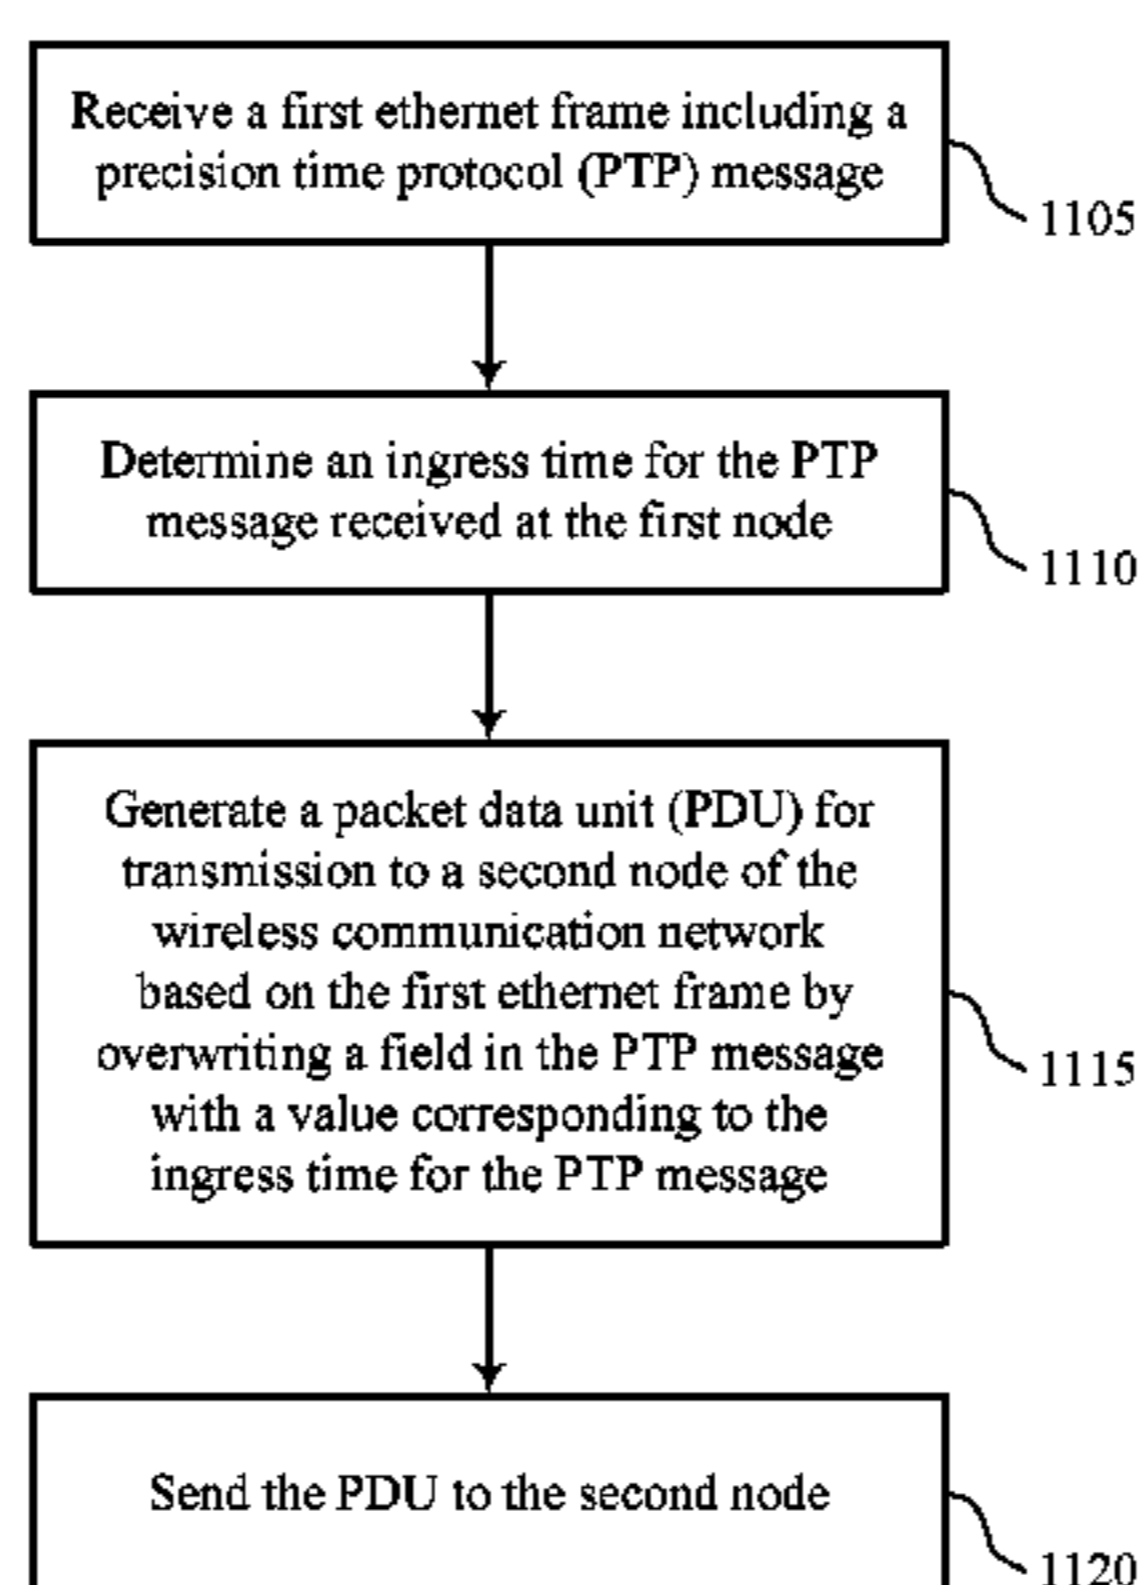 Receive a first ethernet frame including a
precision time protocol (PTP) message
1105
Determine an ingress time for the PTP
message received at the first node
1110
Generate a packet data unit (PDU) for
transmission to a second node of the
wireless communication network
based on the first ethernet frame by
overwriting a field in the PTP message
with a value corresponding to the
ingress time for the PTP message
1115
Send the PDU to the second node
1120